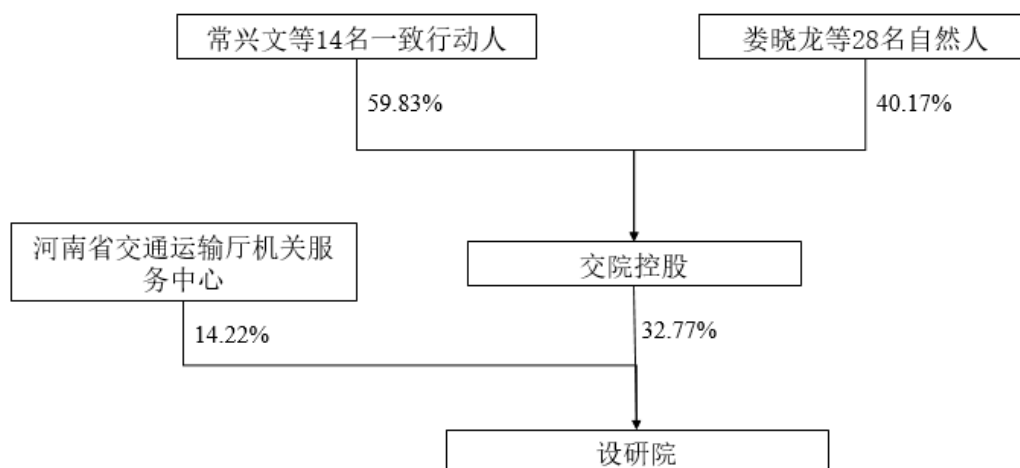 常兴文等14名一致行动人
娄晓龙等28名自然人
59.83%
40.17%
河南省交通运输厅机关服
务中心
交院控股
14.22%
32.77%
设研院